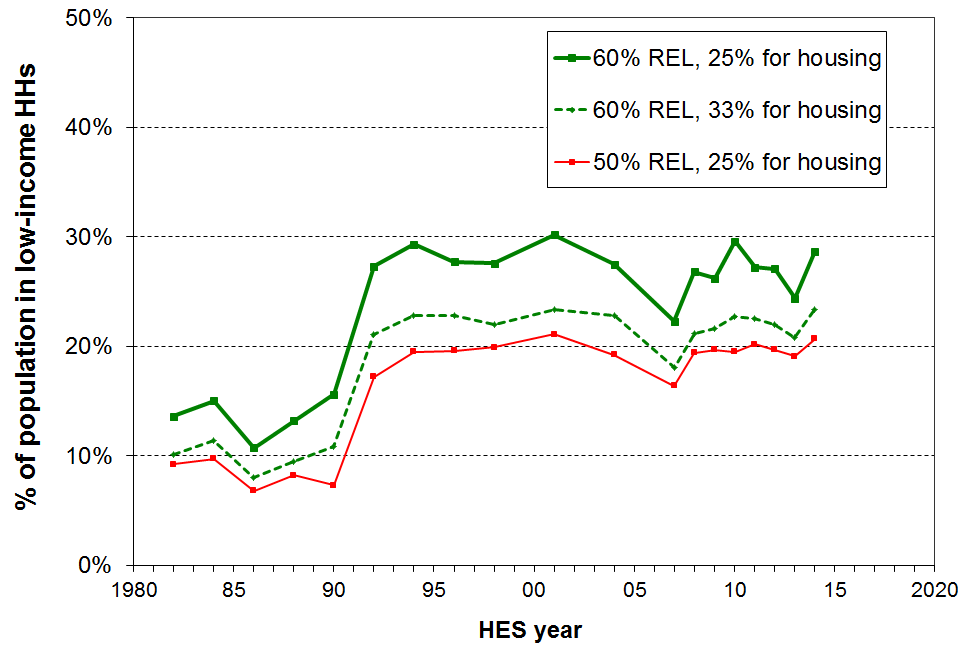 50%
40%
30%
20%
10%
0%
% of population in low-income HHs
60% REL, 25% for housing
60% REL, 33% for housing
50% REL, 25% for housing
1980 85 90 95 00 05 10 15 2020
HES year